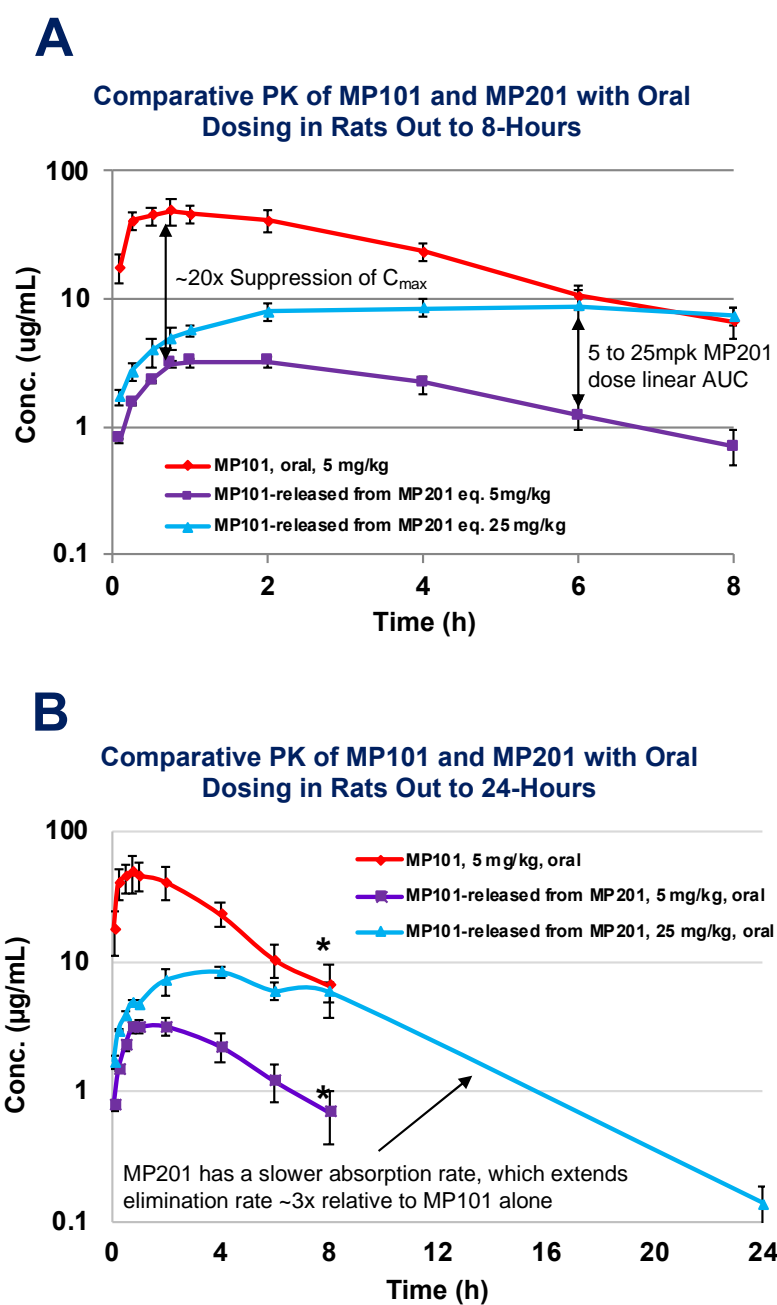 A
Comparative PK of MP101 and MP201 with Oral
Dosing in Rats Out to 8-Hours
100
10
1
0.1
Conc. (ug/mL)
~20x Suppression of Cmax
5 to 25mpk MP201
dose linear AUC
MP101, oral, 5 mg/kg
MP101-released from MP201 eq. 5mg/kg
MP101-released from MP201 eq. 25 mg/kg
0 2 4 6 8
Time (h)
B
Comparative PK of MP101 and MP201 with Oral
Dosing in Rats Out to 24-Hours
100
10
1
0.1
Conc. (µg/mL)
MP101, 5 mg/kg, oral
MP101-released from MP201, 5 mg/kg, oral
MP101-released from MP201, 25 mg/kg, oral
*
*
MP201 has a slower absorption rate, which extends
elimination rate ~3x relative to MP101 alone
0 4 8 12 16 20 24
Time (h)